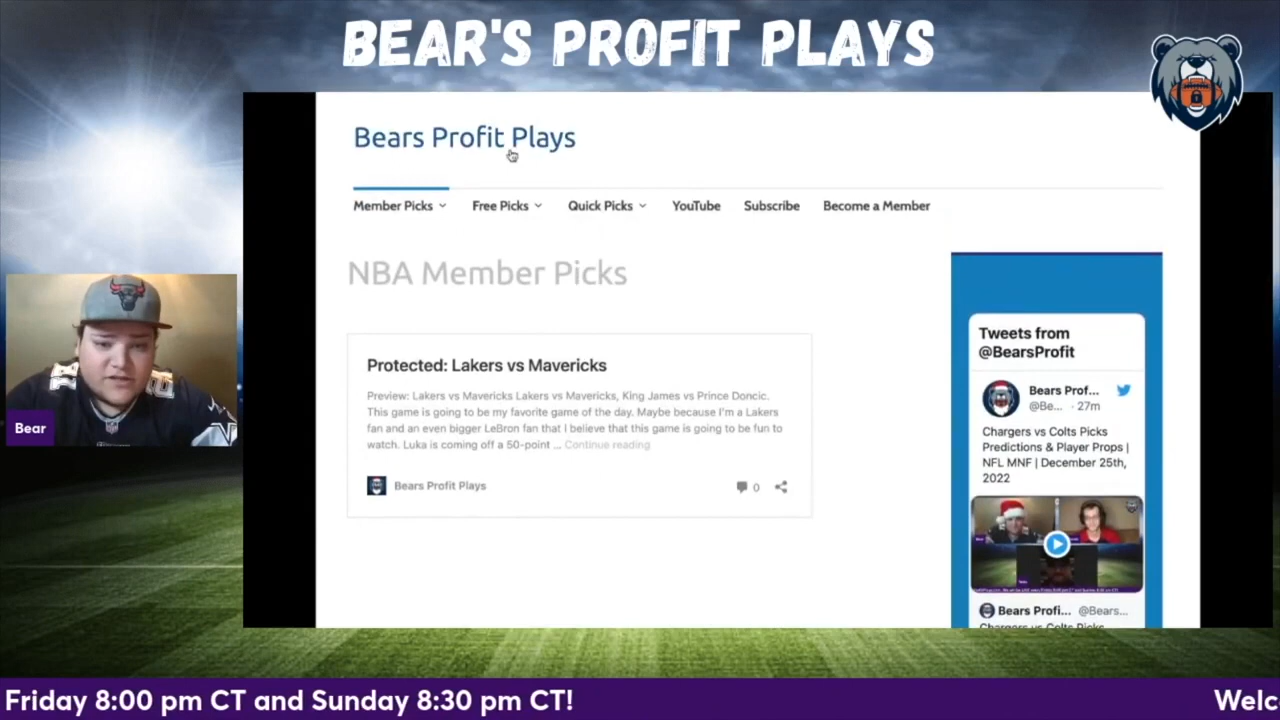 BEAR'S PROFIT PLAYS
Bears Profit Plays
Member Picks
Free Picks
Quick Picks
YouTube
Subscribe
Become a Member
NBA Member Picks
Protected: Lakers vs Mavericks
Preview: Lakers vs Mavericks Lakers vs Mavericks, King James vs Prince Doncic.
This game is going to be my favorite game of the day. Maybe because I'm a Lakers
fan and an even bigger LeBron fan that I believe that this game is going to be fun to
watch. Luka is coming off a 50-point ... Continue reading
Bears Profit Plays
0
Tweets from
@BearsProfit
Bears Prof...
@Be... · 27m
Chargers vs Colts Picks
Predictions & Player Props |
NFL MNF | December 25th,
2022
Bears Profi... @Bears...
Chargers vs Colts Picks
Bear
Friday 8:00 pm CT and Sunday 8:30 pm CT!
Welc